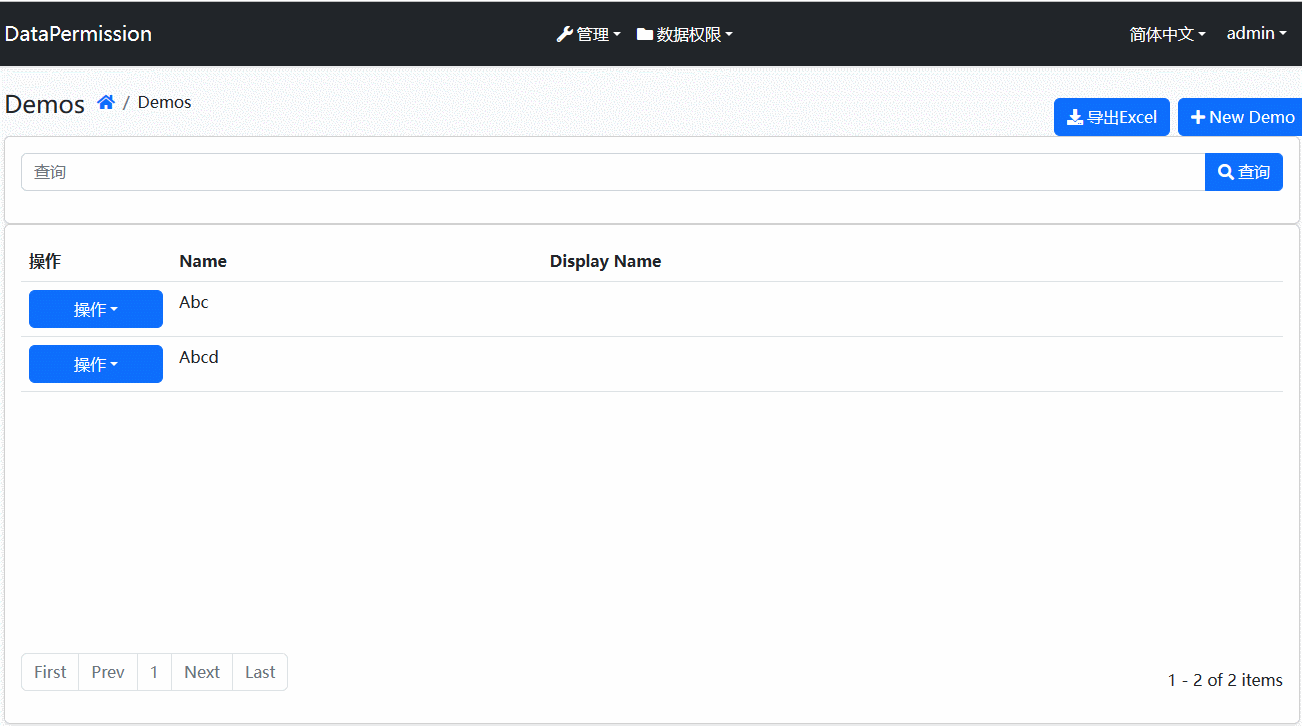 DataPermission 管理 数据权限 简体中文 admin
Demos / Demos
导出Excel New Demo
查询 查询
操作 Name Display Name
操作 Abc
操作 Abcd
First Prev 1 Next Last
1 - 2 of 2 items